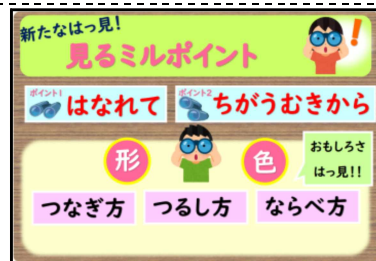 新たなはっ見！
見るミルポイント
ポイント1
はなれて
ポイント2
ちがうむきから
形
色
おもしろさ
はっ見!!
つなぎ方
つるし方
ならべ方